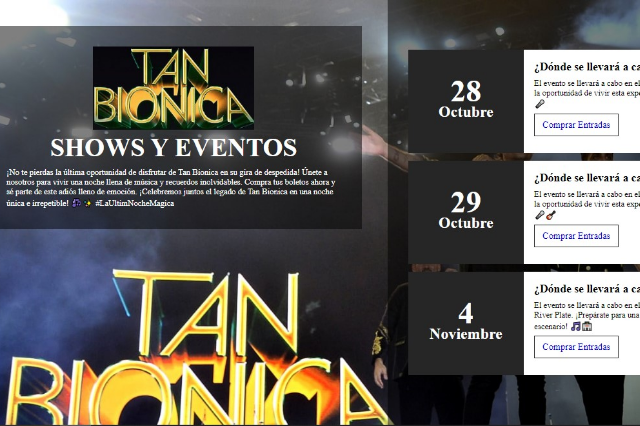 TAN
BIONICA
SHOWS Y EVENTOS
¡No te pierdas la última oportunidad de disfrutar de Tan Bionica en su gira de despedida! Únete a
nosotros para vivir una noche llena de música y recuerdos inolvidables. Compra tus boletos ahora y
sé parte de este adiós lleno de emoción. ¡Celebremos juntos el legado de Tan Bionica en una noche
única e irrepetible! 🎸✨ #LaUltimNocheMagica
28
Octubre
¿Dónde se llevará a ca
El evento se llevará a cabo en el
la oportunidad de vivir esta expe
🎤
Comprar Entradas
29
Octubre
¿Dónde se llevará a ca
El evento se llevará a cabo en el
la oportunidad de vivir esta expe
🎤🎸
Comprar Entradas
4
Noviembre
¿Dónde se llevará a ca
El evento se llevará a cabo en el
River Plate. ¡Prepárate para una
escenario! 🎵🏟
Comprar Entradas
TAN
BIONICA